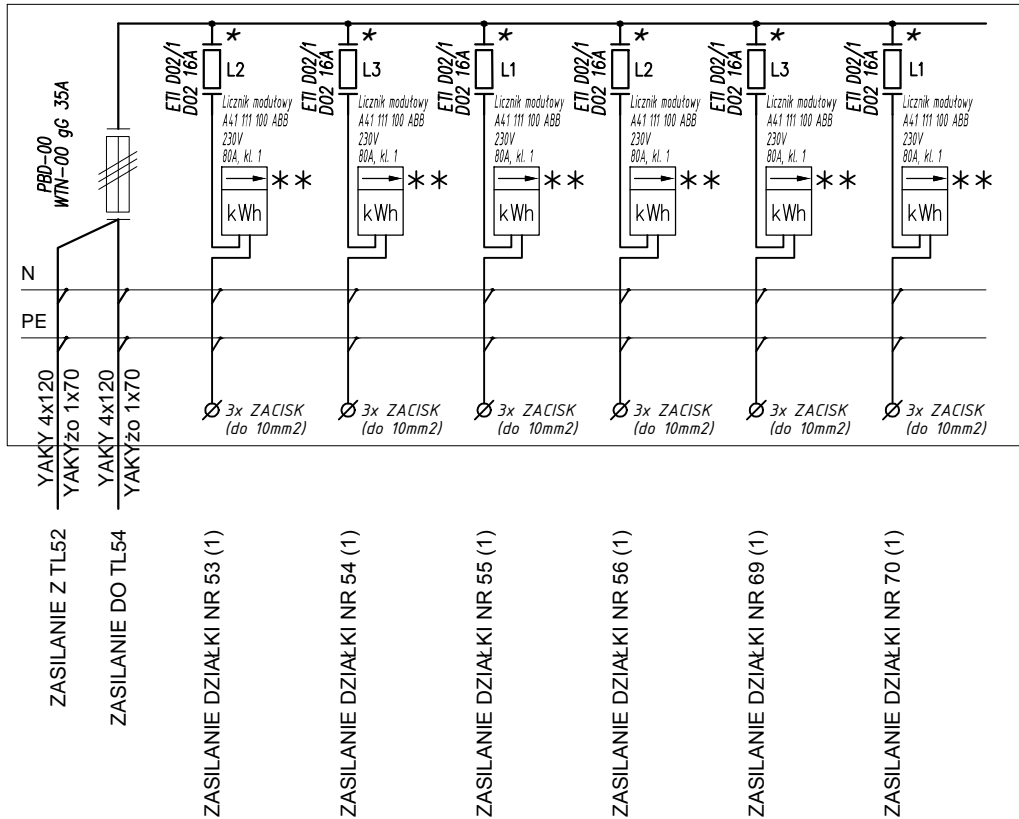 PBD-00
WTN-00 gG 35A
ETI D02/1
D02 16A
*
L2
Licznik modułowy
A41 111 100 ABB
230V
80A, kl. 1
**
kWh
ETI D02/1
D02 16A
*
L3
Licznik modułowy
A41 111 100 ABB
230V
80A, kl. 1
**
kWh
ETI D02/1
D02 16A
*
L1
Licznik modułowy
A41 111 100 ABB
230V
80A, kl. 1
**
kWh
ETI D02/1
D02 16A
*
L2
Licznik modułowy
A41 111 100 ABB
230V
80A, kl. 1
**
kWh
ETI D02/1
D02 16A
*
L3
Licznik modułowy
A41 111 100 ABB
230V
80A, kl. 1
**
kWh
ETI D02/1
D02 16A
*
L1
Licznik modułowy
A41 111 100 ABB
230V
80A, kl. 1
**
kWh
N
PE
YAKY 4x120
YAKYżo 1x70
YAKY 4x120
YAKYżo 1x70
3x ZACISK
(do 10mm2)
3x ZACISK
(do 10mm2)
3x ZACISK
(do 10mm2)
3x ZACISK
(do 10mm2)
3x ZACISK
(do 10mm2)
3x ZACISK
(do 10mm2)
ZASILANIE Z TL52
ZASILANIE DO TL54
ZASILANIE DZIAŁKI NR 53 (1)
ZASILANIE DZIAŁKI NR 54 (1)
ZASILANIE DZIAŁKI NR 55 (1)
ZASILANIE DZIAŁKI NR 56 (1)
ZASILANIE DZIAŁKI NR 69 (1)
ZASILANIE DZIAŁKI NR 70 (1)